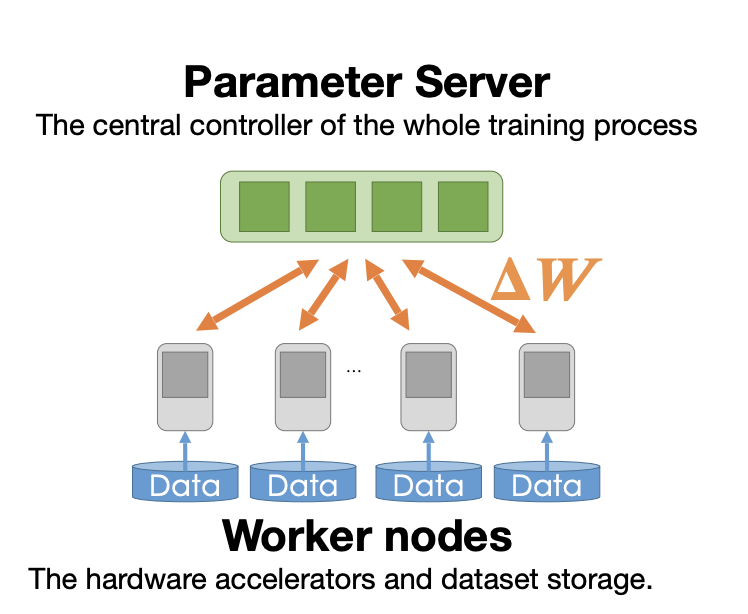 Parameter Server
The central controller of the whole training process
ΔW
...
Data Data Data Data
Worker nodes
The hardware accelerators and dataset storage.